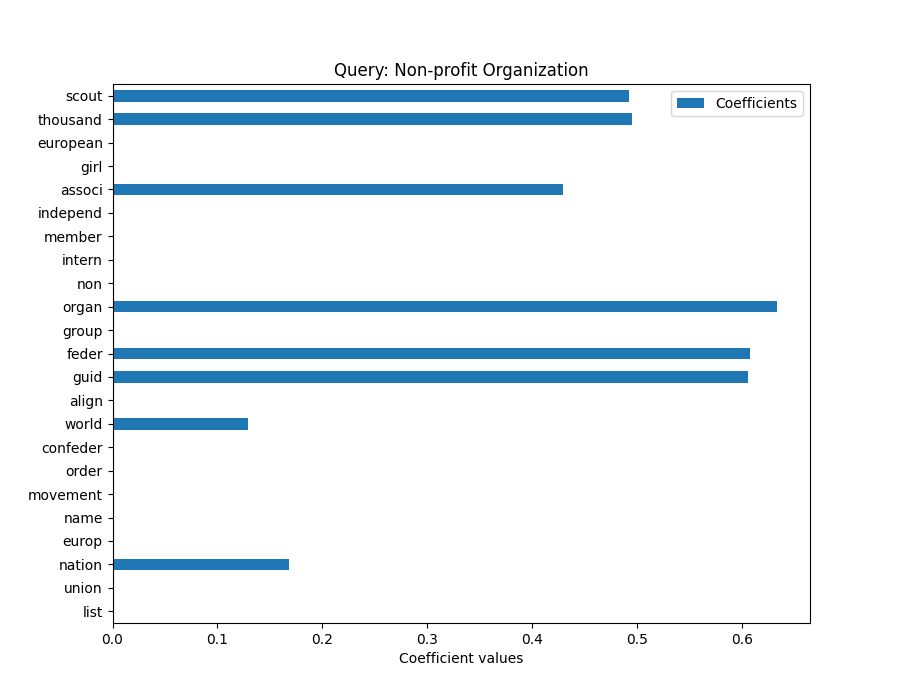 Query: Non-profit Organization
Coefficients
scout
thousand
european
girl
associ
independ
member
intern
non
organ
group
feder
guid
align
world
confeder
order
movement
name
europ
nation
union
list
0.0 0.1 0.2 0.3 0.4 0.5 0.6
Coefficient values